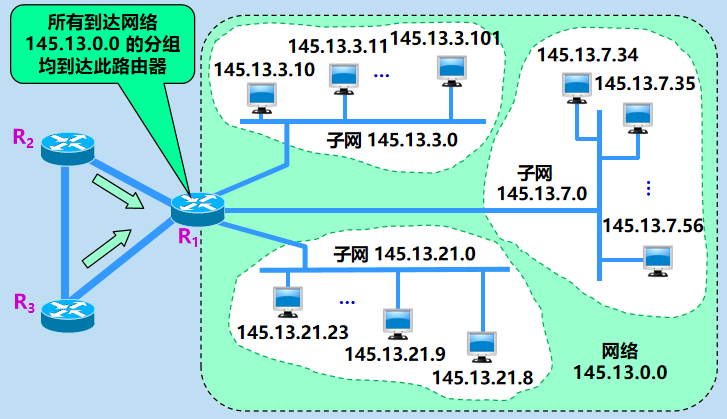 所有到达网络
145.13.0.0 的分组
均到达此路由器
145.13.3.10
145.13.3.11
…
145.13.3.101
子网 145.13.3.0
145.13.7.34
145.13.7.35
子网
145.13.7.0
…
145.13.7.56
R2
R1
R3
子网 145.13.21.0
145.13.21.23
…
145.13.21.9
145.13.21.8
网络
145.13.0.0